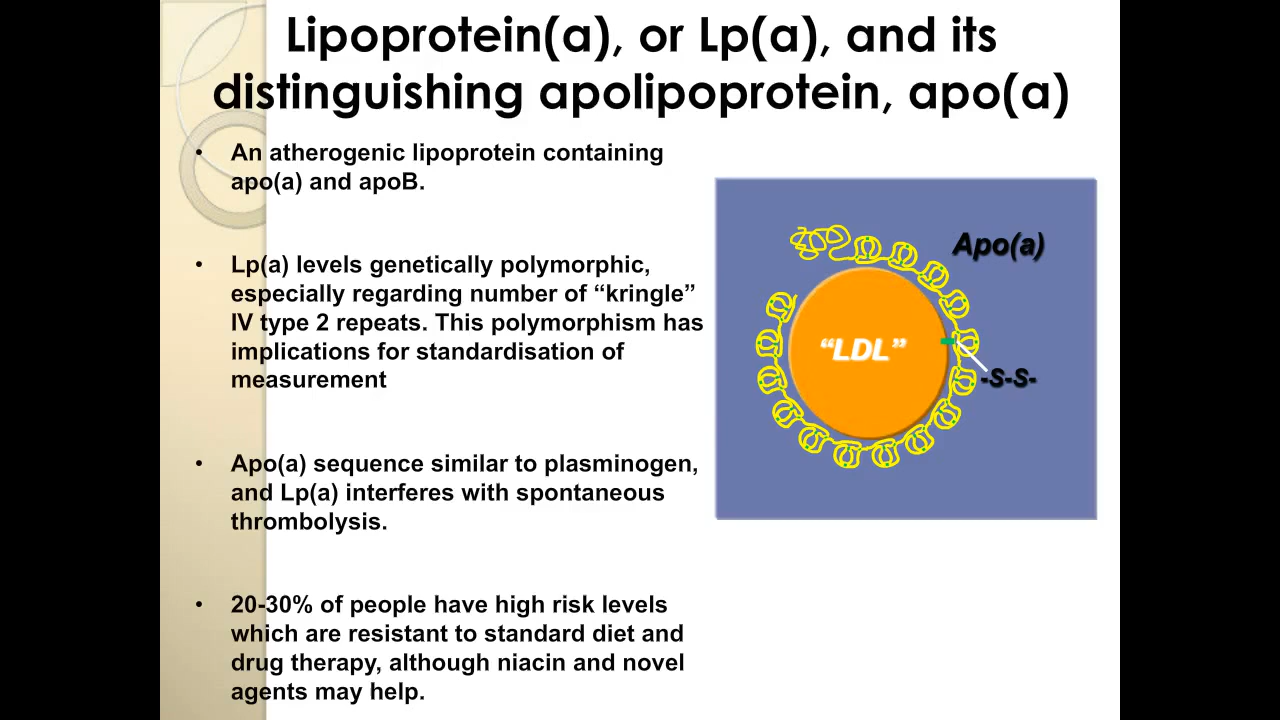 Lipoprotein(a), or Lp(a), and its
distinguishing apolipoprotein, apo(a)
• An atherogenic lipoprotein containing
apo(a) and apoB.
• Lp(a) levels genetically polymorphic,
especially regarding number of “kringle”
IV type 2 repeats. This polymorphism has
implications for standardisation of
measurement
• Apo(a) sequence similar to plasminogen,
and Lp(a) interferes with spontaneous
thrombolysis.
• 20-30% of people have high risk levels
which are resistant to standard diet and
drug therapy, although niacin and novel
agents may help.
Apo(a)
“LDL”
-S-S-